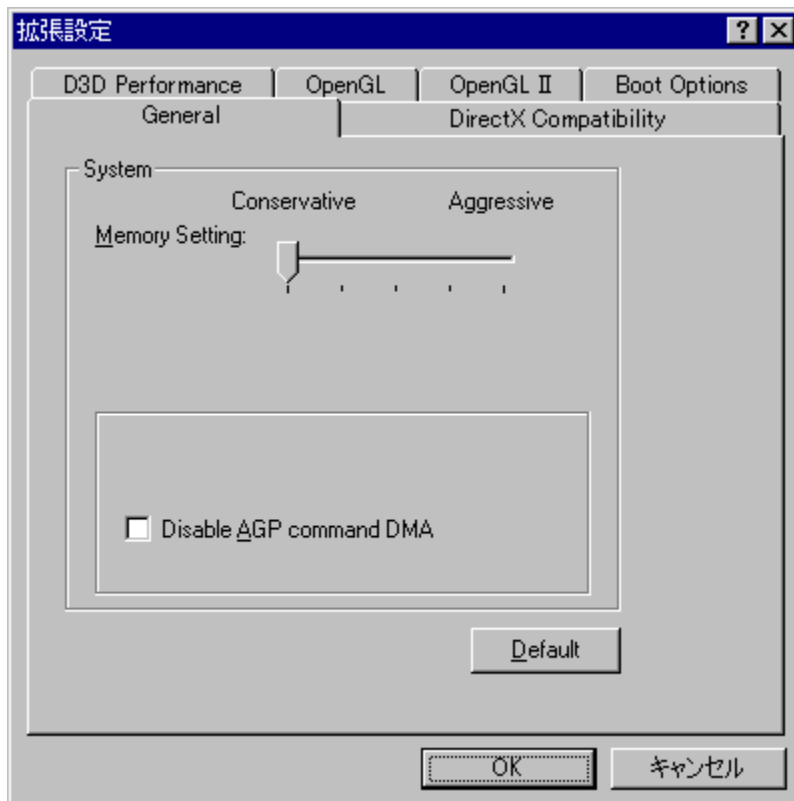 拡張設定
D3D Performance OpenGL OpenGL II Boot Options
General DirectX Compatibility
System
Conservative Aggressive
Memory Setting:
Disable AGP command DMA
Default
OK キャンセル